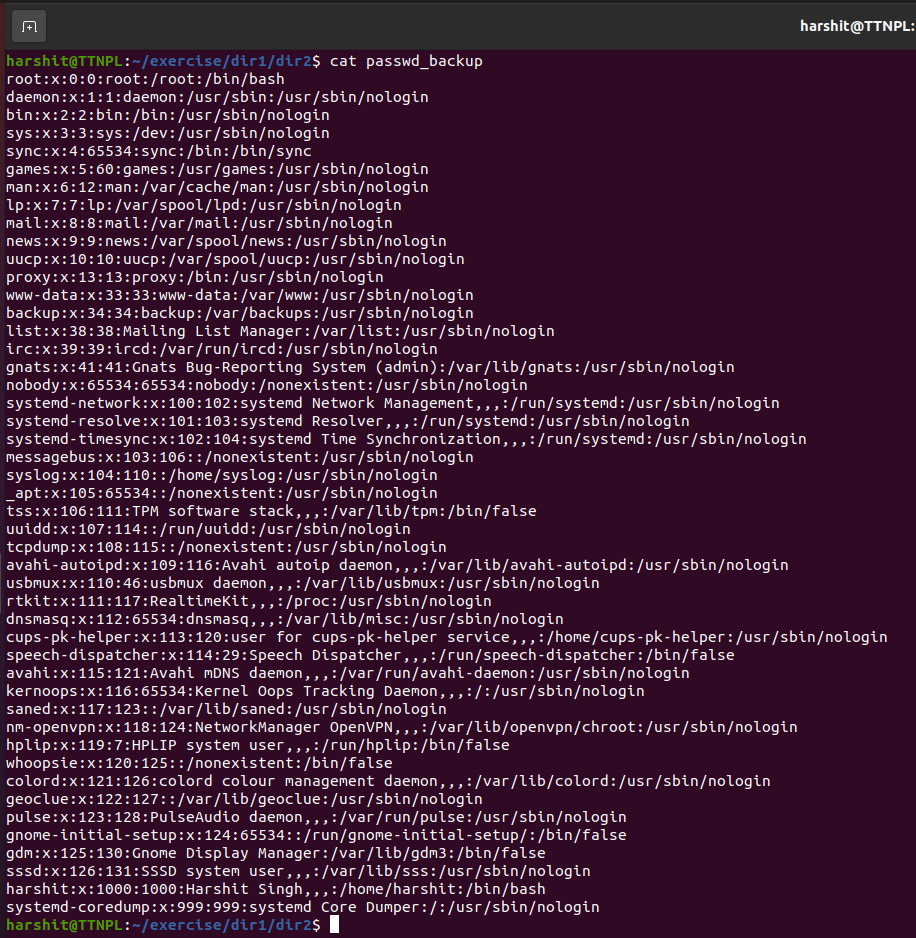 harshit@TTNPL:
harshit@TTNPL:~/exercise/dir1/dir2$ cat passwd_backup
root:x:0:0:root:/root:/bin/bash
daemon:x:1:1:daemon:/usr/sbin:/usr/sbin/nologin
bin:x:2:2:bin:/bin:/usr/sbin/nologin
sys:x:3:3:sys:/dev:/usr/sbin/nologin
sync:x:4:65534:sync:/bin:/bin/sync
games:x:5:60:games:/usr/games:/usr/sbin/nologin
man:x:6:12:man:/var/cache/man:/usr/sbin/nologin
lp:x:7:7:lp:/var/spool/lpd:/usr/sbin/nologin
mail:x:8:8:mail:/var/mail:/usr/sbin/nologin
news:x:9:9:news:/var/spool/news:/usr/sbin/nologin
uucp:x:10:10:uucp:/var/spool/uucp:/usr/sbin/nologin
proxy:x:13:13:proxy:/bin:/usr/sbin/nologin
www-data:x:33:33:www-data:/var/www:/usr/sbin/nologin
backup:x:34:34:backup:/var/backups:/usr/sbin/nologin
list:x:38:38:Mailing List Manager:/var/list:/usr/sbin/nologin
irc:x:39:39:ircd:/var/run/ircd:/usr/sbin/nologin
gnats:x:41:41:Gnats Bug-Reporting System (admin):/var/lib/gnats:/usr/sbin/nologin
nobody:x:65534:65534:nobody:/nonexistent:/usr/sbin/nologin
systemd-network:x:100:102:systemd Network Management,,,:/run/systemd:/usr/sbin/nologin
systemd-resolve:x:101:103:systemd Resolver,,,:/run/systemd:/usr/sbin/nologin
systemd-timesync:x:102:104:systemd Time Synchronization,,,:/run/systemd:/usr/sbin/nologin
messagebus:x:103:106::/nonexistent:/usr/sbin/nologin
syslog:x:104:110::/home/syslog:/usr/sbin/nologin
_apt:x:105:65534::/nonexistent:/usr/sbin/nologin
tss:x:106:111:TPM software stack,,,:/var/lib/tpm:/bin/false
uuidd:x:107:114::/run/uuidd:/usr/sbin/nologin
tcpdump:x:108:115::/nonexistent:/usr/sbin/nologin
avahi-autoipd:x:109:116:Avahi autoip daemon,,,:/var/lib/avahi-autoipd:/usr/sbin/nologin
usbmux:x:110:46:usbmux daemon,,,:/var/lib/usbmux:/usr/sbin/nologin
rtkit:x:111:117:RealtimeKit,,,:/proc:/usr/sbin/nologin
dnsmasq:x:112:65534:dnsmasq,,,:/var/lib/misc:/usr/sbin/nologin
cups-pk-helper:x:113:120:user for cups-pk-helper service,,,:/home/cups-pk-helper:/usr/sbin/nologin
speech-dispatcher:x:114:29:Speech Dispatcher,,,:/run/speech-dispatcher:/bin/false
avahi:x:115:121:Avahi mDNS daemon,,,:/var/run/avahi-daemon:/usr/sbin/nologin
kernoops:x:116:65534:Kernel Oops Tracking Daemon,,,:/:/usr/sbin/nologin
saned:x:117:123::/var/lib/saned:/usr/sbin/nologin
nm-openvpn:x:118:124:NetworkManager OpenVPN,,,:/var/lib/openvpn/chroot:/usr/sbin/nologin
hplip:x:119:7:HPLIP system user,,,:/run/hplip:/bin/false
whoopsie:x:120:125::/nonexistent:/bin/false
colord:x:121:126:colord colour management daemon,,,:/var/lib/colord:/usr/sbin/nologin
geoclue:x:122:127::/var/lib/geoclue:/usr/sbin/nologin
pulse:x:123:128:PulseAudio daemon,,,:/var/run/pulse:/usr/sbin/nologin
gnome-initial-setup:x:124:65534::/run/gnome-initial-setup/:/bin/false
gdm:x:125:130:Gnome Display Manager:/var/lib/gdm3:/bin/false
sssd:x:126:131:SSSD system user,,,:/var/lib/sss:/usr/sbin/nologin
harshit:x:1000:1000:Harshit Singh,,,:/home/harshit:/bin/bash
systemd-coredump:x:999:999:systemd Core Dumper:/:/usr/sbin/nologin
harshit@TTNPL:~/exercise/dir1/dir2$